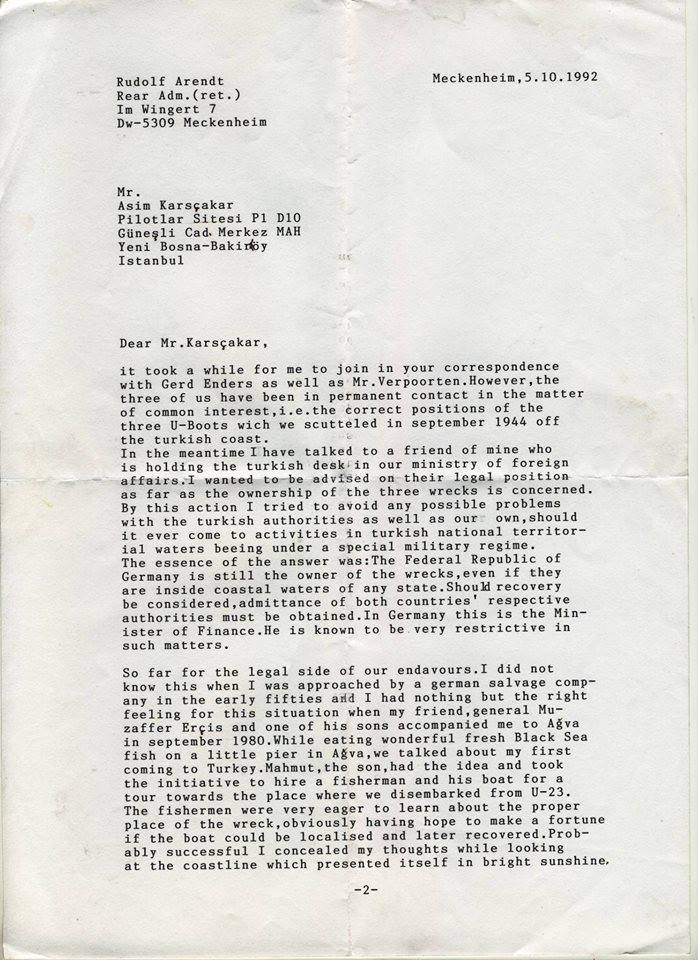 Rudolf Arendt
Rear Adm.(ret.)
Im Wingert 7
Dw-5309 Meckenheim
Meckenheim,5.10.1992
Mr.
Asim Karsçakar
Pilotlar Sitesi P1 D10
Güneşli Cad. Merkez MAH
Yeni Bosna-Bakirköy
Istanbul
Dear Mr.Karsçakar,
it took a while for me to join in your correspondence
with Gerd Enders as well as Mr.Verpoorten.However,the
three of us have been in permanent contact in the matter
of common interest,i.e.the correct positions of the
three U-Boots wich we scutteled in september 1944 off
the turkish coast.
In the meantime I have talked to a friend of mine who
is holding the turkish desk in our ministry of foreign
affairs.I wanted to be advised on their legal position
as far as the ownership of the three wrecks is concerned.
By this action I tried to avoid any possible problems
with the turkish authorities as well as our own,should
it ever come to activities in turkish national territor-
ial waters beeing under a special military regime.
The essence of the answer was:The Federal Republic of
Germany is still the owner of the wrecks,even if they
are inside coastal waters of any state.Should recovery
be considered,admittance of both countries' respective
authorities must be obtained.In Germany this is the Min-
ister of Finance.He is known to be very restrictive in
such matters.
So far for the legal side of our endavours.I did not
know this when I was approached by a german salvage comp-
any in the early fifties and I had nothing but the right
feeling for this situation when my friend,general Mu-
zaffer Erçis and one of his sons accompanied me to Ağva
in september 1980.While eating wonderful fresh Black Sea
fish on a little pier in Ağva,we talked about my first
coming to Turkey.Mahmut,the son,had the idea and took
the initiative to hire a fisherman and his boat for a
tour towards the place where we disembarked from U-23.
The fishermen were very eager to learn about the proper
place of the wreck,obviously having hope to make a fortune
if the boat could be localised and later recovered.Prob-
ably successful I concealed my thoughts while looking
at the coastline which presented itself in bright sunshine.
-2-